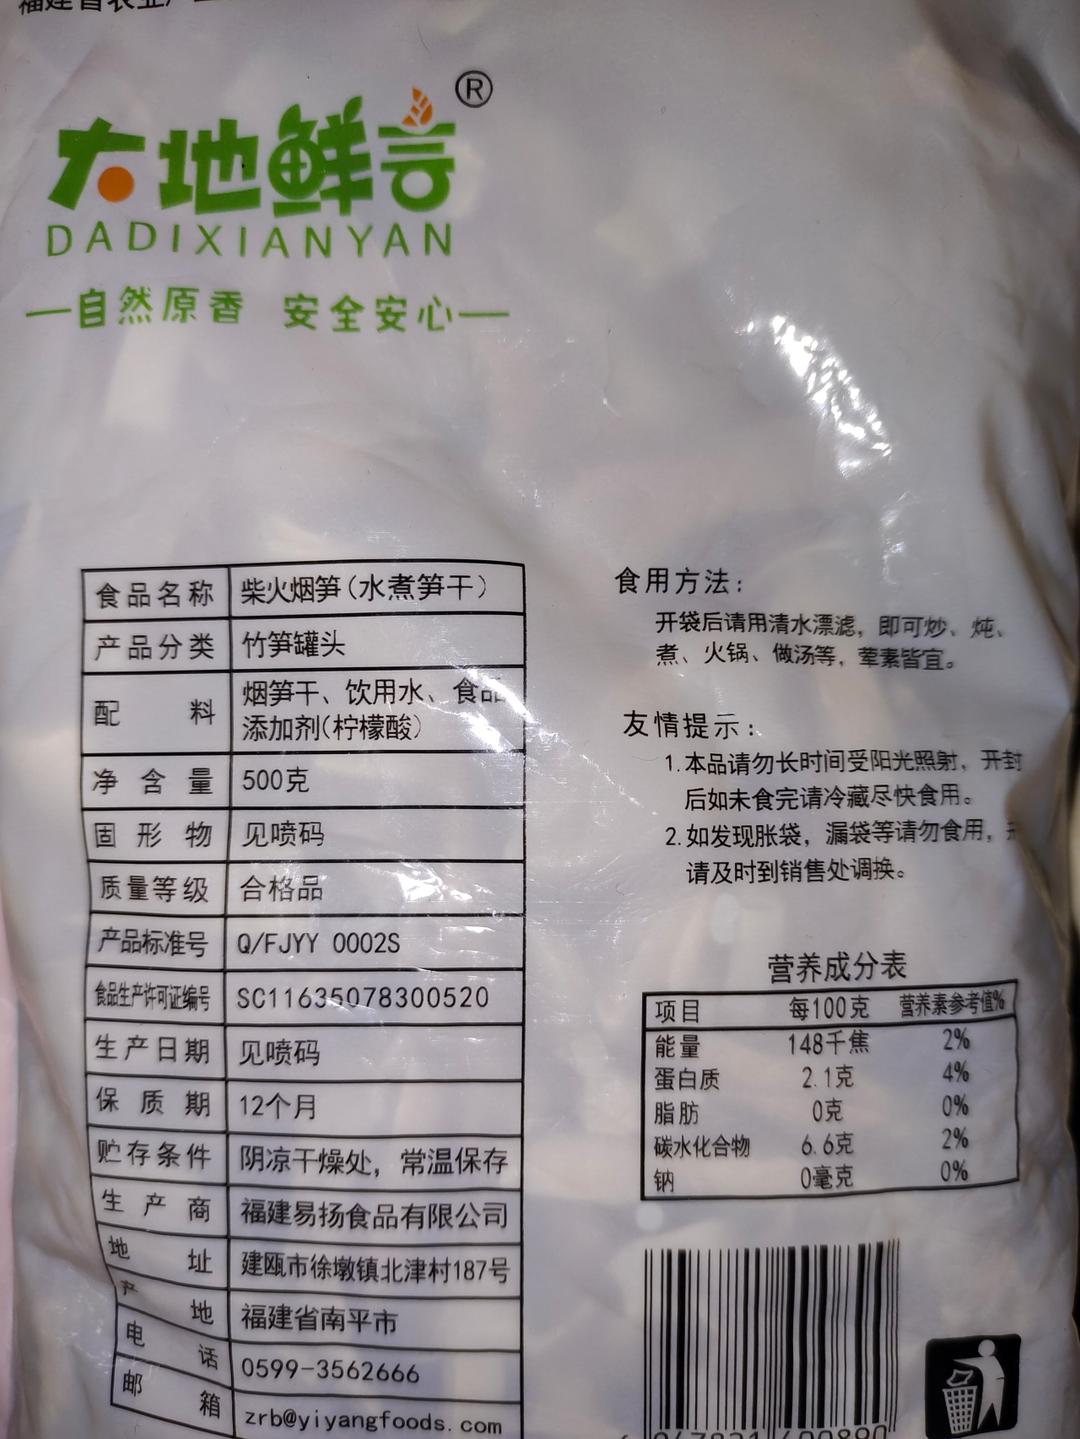 大地鲜言®
DADIXIANYAN
自然原香 安全安心
食品名称 柴火烟笋(水煮笋干)
产品分类 竹笋罐头
配料 烟笋干、饮用水、食品
添加剂(柠檬酸)
净含量 500克
固形物 见喷码
质量等级 合格品
产品标准号 Q/FJYY 0002S
食品生产许可证编号 SC11635078300520
生产日期 见喷码
保质期 12个月
贮存条件 阴凉干燥处，常温保存
生产商 福建易扬食品有限公司
地址 建瓯市徐墩镇北津村187号
产地 福建省南平市
电话 0599-3562666
邮箱 zrb@yiyangfoods.com
食用方法：
开袋后请用清水漂滤，即可炒、炖、
煮、火锅、做汤等，荤素皆宜。
友情提示：
1.本品请勿长时间受阳光照射，开封
后如未食完请冷藏尽快食用。
2.如发现胀袋，漏袋等请勿食用，
请及时到销售处调换。
营养成分表
项目 每100克 营养素参考值%
能量 148千焦 2%
蛋白质 2.1克 4%
脂肪 0克 0%
碳水化合物 6.6克 2%
钠 0毫克 0%